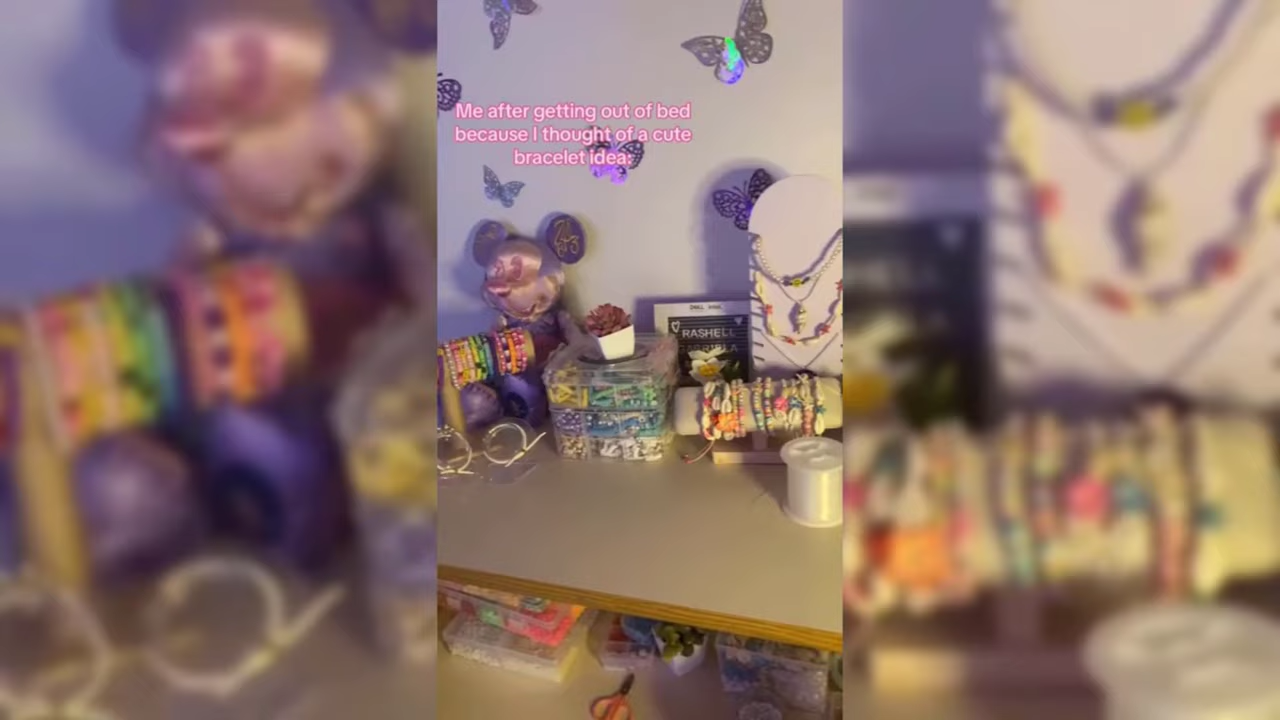 Me after getting out of bed
because I thought of a cute
bracelet idea:
RASHELL